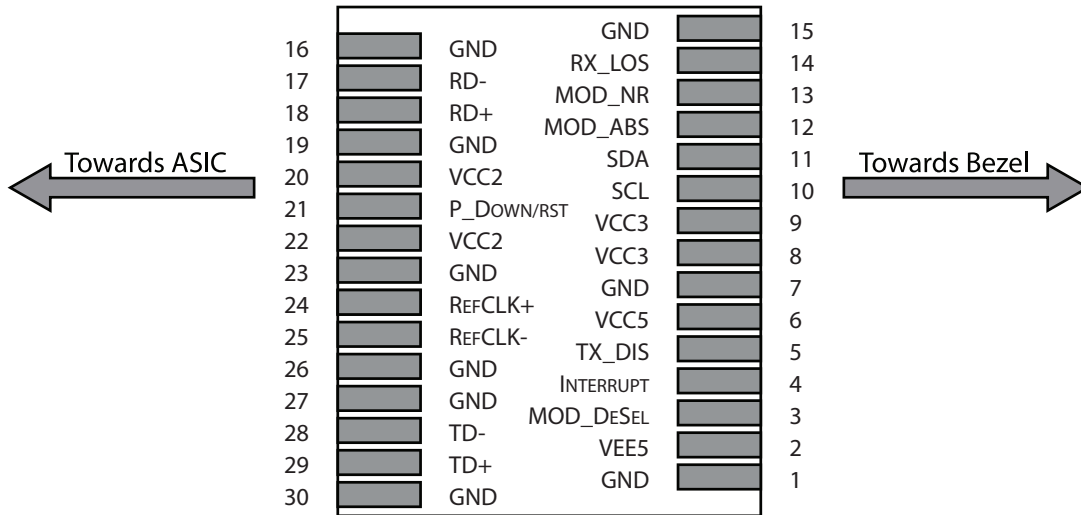 GND 15
16 GND
RX_LOS 14
17 RD-
MOD_NR 13
18 RD+
MOD_ABS 12
19 GND
Towards ASIC
SDA 11
Towards Bezel
20 VCC2
SCL 10
21 P_DOWN/RST
VCC3 9
22 VCC2
VCC3 8
23 GND
GND 7
24 REFCLK+
VCC5 6
25 REFCLK-
TX_DIS 5
26 GND
INTERRUPT 4
27 GND
MOD_DESEL 3
28 TD-
VEE5 2
29 TD+
GND 1
30 GND